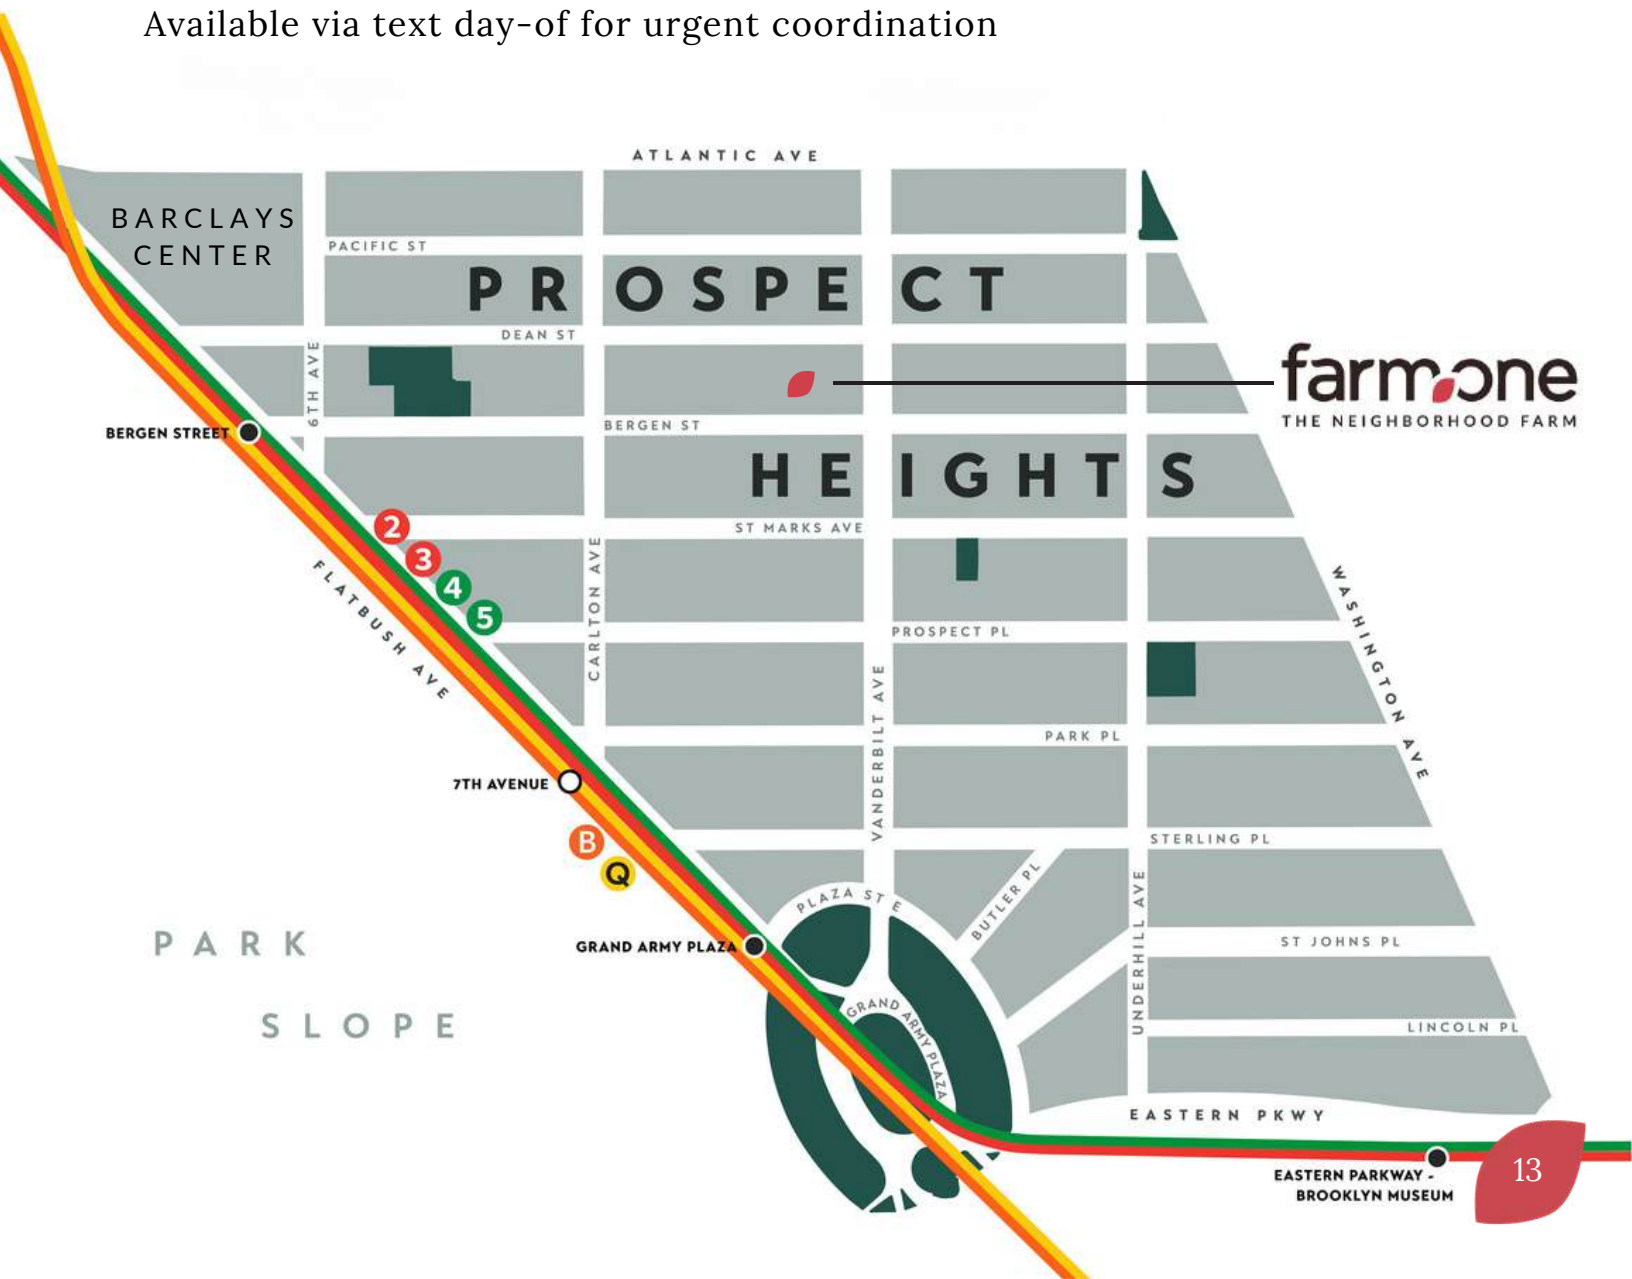 Available via text day-of for urgent coordination
ATLANTIC AVE
BARCLAYS
CENTER
PACIFIC ST
PROSPECT
DEAN ST
6TH AVE
farm.one
THE NEIGHBORHOOD FARM
BERGEN ST
BERGEN STREET
HEIGHTS
2
3
4
5
ST MARKS AVE
FLATBUSH AVE
CARLTON AVE
WASHINGTON AVE
PROSPECT PL
VANDERBILT AVE
PARK PL
7TH AVENUE
B
Q
STERLING PL
PLAZA ST E
BUTLER PL
UNDERHILL AVE
PARK
SLOPE
GRAND ARMY PLAZA
ST JOHNS PL
GRAND ARMY PLAZA
LINCOLN PL
EASTERN PKWY
EASTERN PARKWAY -
BROOKLYN MUSEUM
13